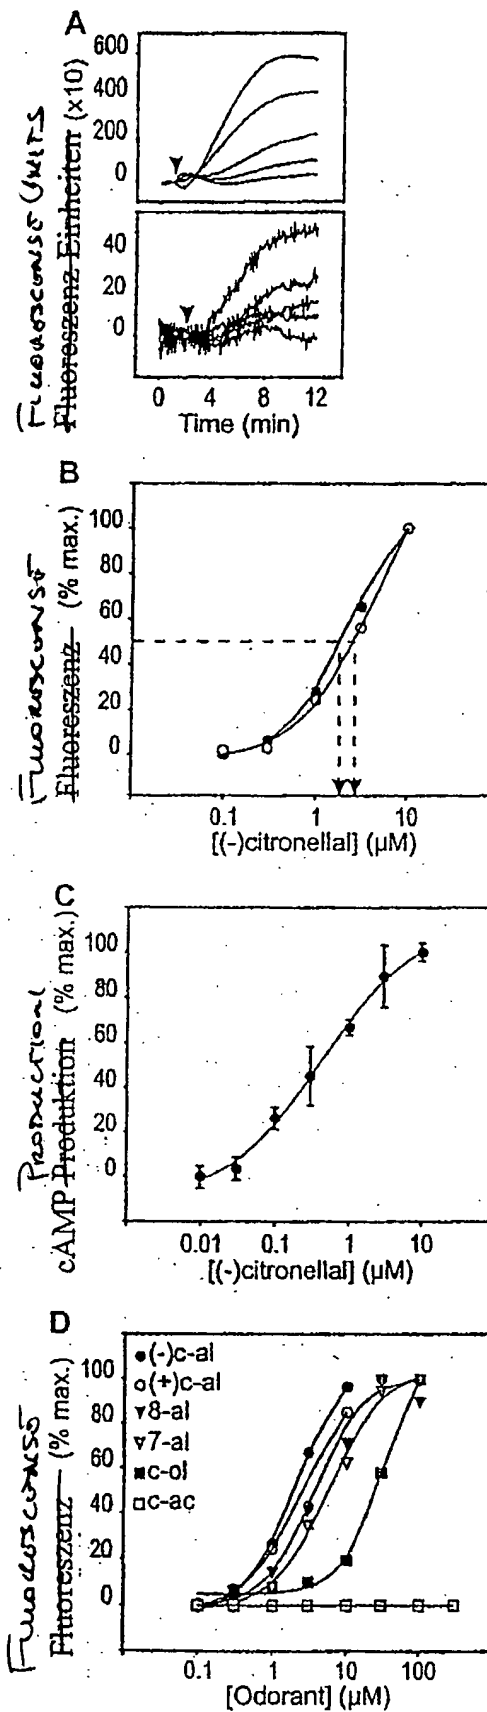 A
600
400
200
0
FLUOROSCENSE UNITS
Fluoreszenz Einheiten (x10)
40
20
0
0 4 8 12
Time (min)
B
FLUOROSCENSE
Fluoreszenz (% max.)
100
80
60
40
20
0
0.1 1 10
[(-)citronellal] (µM)
C
PRODUCTION
cAMP Produktion (% max.)
100
80
60
40
20
0
0.01 0.1 1 10
[(-)citronellal] (µM)
D
FLUOROSCENSE
Fluoreszenz (% max.)
100
80
60
40
20
0
(-)c-al
(+)c-al
8-al
7-al
c-ol
c-ac
0.1 1 10 100
[Odorant] (µM)